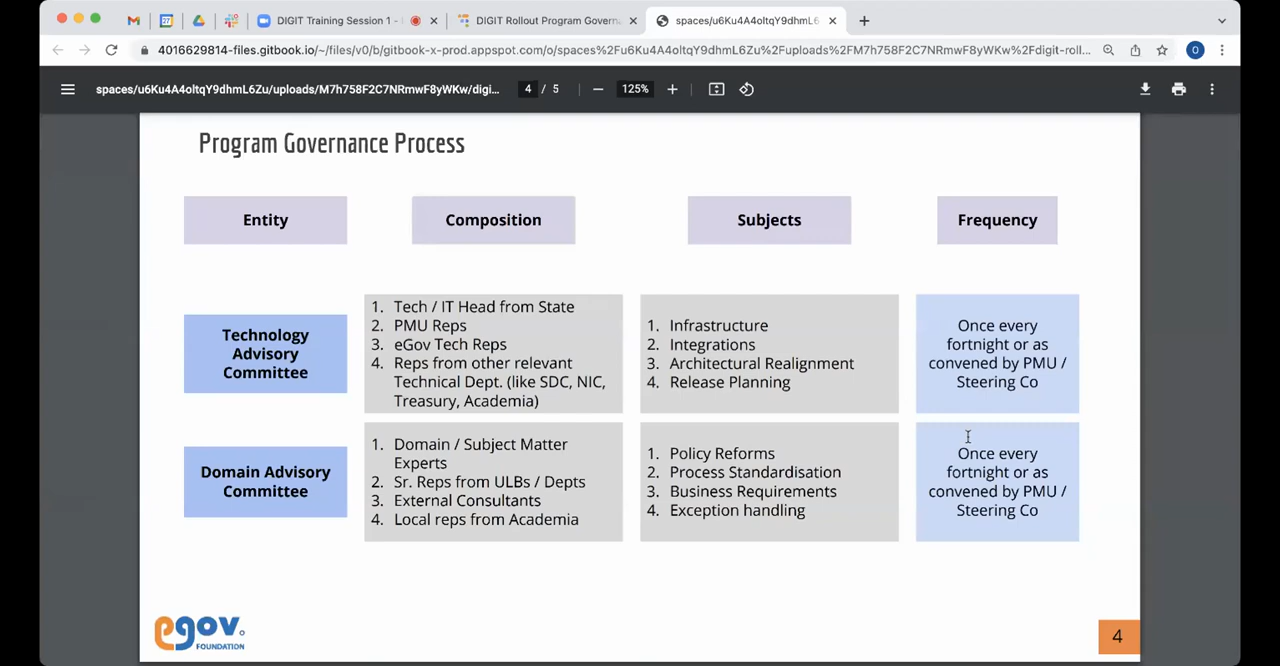 DIGIT Training Session 1 -
DIGIT Rollout Program Govern
spaces/u6Ku4A4oltqY9dhmL6
4016629814-files.gitbook.io/~/files/v0/b/gitbook-x-prod.appspot.com/o/spaces%2Fu6Ku4A4oltqY9dhmL6Zu%2Fuploads%2FM7h758F2C7NRmwF8yWKw%2Fdigit-roll...
O
spaces/u6Ku4A4oltqY9dhmL6Zu/uploads/M7h758F2C7NRmwF8yWKw/digi...
4 / 5
125%
Program Governance Process
Entity
Composition
Subjects
Frequency
Technology
Advisory
Committee
1. Tech / IT Head from State
2. PMU Reps
3. eGov Tech Reps
4. Reps from other relevant
Technical Dept. (like SDC, NIC,
Treasury, Academia)
1. Infrastructure
2. Integrations
3. Architectural Realignment
4. Release Planning
Once every
fortnight or as
convened by PMU /
Steering Co
Domain Advisory
Committee
1. Domain / Subject Matter
Experts
2. Sr. Reps from ULBs / Depts
3. External Consultants
4. Local reps from Academia
1. Policy Reforms
2. Process Standardisation
3. Business Requirements
4. Exception handling
Once every
fortnight or as
convened by PMU /
Steering Co
egov.
FOUNDATION
4